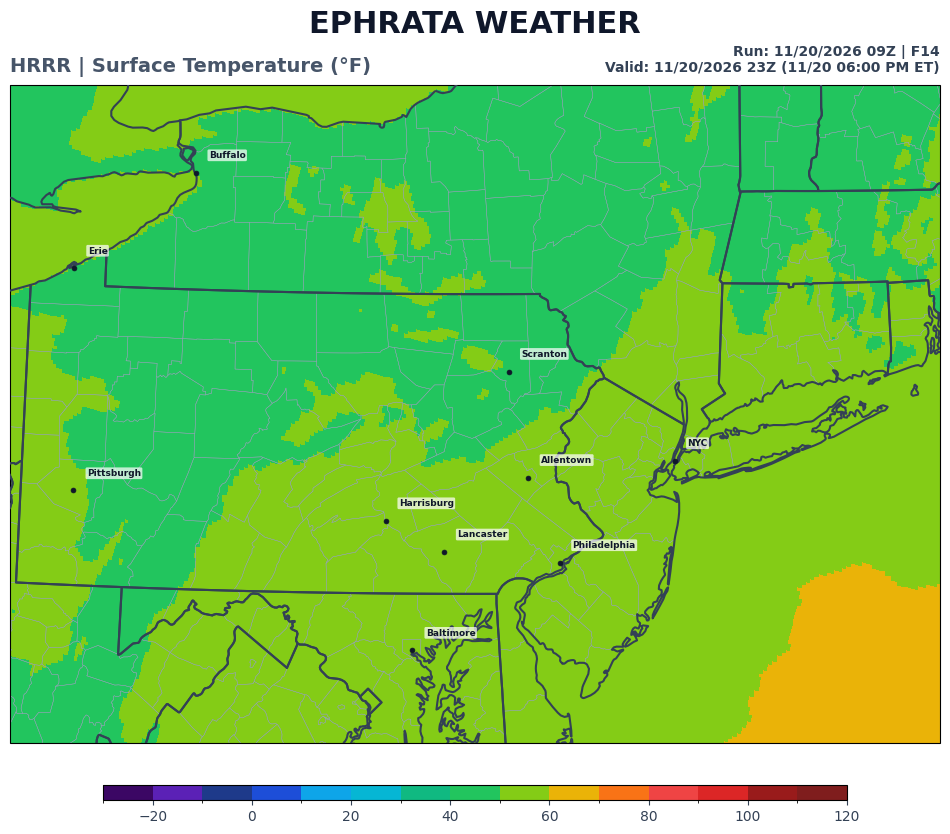 EPHRATA WEATHER
HRRR | Surface Temperature (°F)
Run: 11/20/2026 09Z | F14
Valid: 11/20/2026 23Z (11/20 06:00 PM ET)
Buffalo
Erie
Scranton
NYC
Allentown
Pittsburgh
Harrisburg
Lancaster
Philadelphia
Baltimore
−20 0 20 40 60 80 100 120